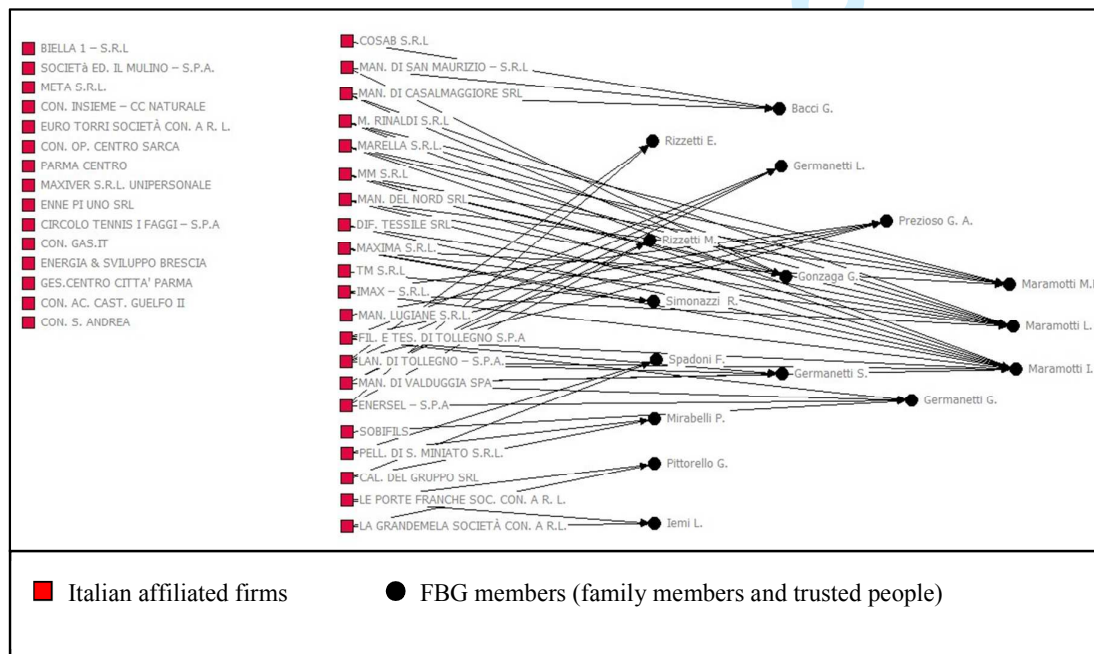 BIELLA 1 – S.R.L
SOCIETà ED. IL MULINO – S.P.A.
META S.R.L.
CON. INSIEME – CC NATURALE
EURO TORRI SOCIETÀ CON. A R. L.
CON. OP. CENTRO SARCA
PARMA CENTRO
MAXIVER S.R.L. UNIPERSONALE
ENNE PI UNO SRL
CIRCOLO TENNIS I FAGGI – S.P.A
CON. GAS.IT
ENERGIA & SVILUPPO BRESCIA
GES.CENTRO CITTA' PARMA
CON. AC. CAST. GUELFO II
CON. S. ANDREA
COSAB S.R.L
MAN. DI SAN MAURIZIO – S.R.L
MAN. DI CASALMAGGIORE SRL
M. RINALDI S.R.L
MARELLA S.R.L.
MM S.R.L
MAN. DEL NORD SRL
DIF. TESSILE SRL
MAXIMA S.R.L.
TM S.R.L
IMAX – S.R.L.
MAN. LUGIANE S.R.L.
FIL. E TES. DI TOLLEGNO S.P.A
LAN. DI TOLLEGNO – S.P.A.
MAN. DI VALDUGGIA SPA
ENERSEL – S.P.A
SOBIFILS
PELL. DI S. MINIATO S.R.L.
CAL. DEL GRUPPO SRL
LE PORTE FRANCHE SOC. CON. A R. L.
LA GRANDEMELA SOCIETÀ CON. A R.L.
Rizzetti E.
Rizzetti M.
Simonazzi R.
Spadoni F.
Mirabelli P.
Pittorello G.
Iemi L.
Bacci G.
Germanetti L.
Gonzaga G.
Germanetti S.
Prezioso G. A.
Germanetti G.
Maramotti M.
Maramotti L.
Maramotti I.
Italian affiliated firms
FBG members (family members and trusted people)